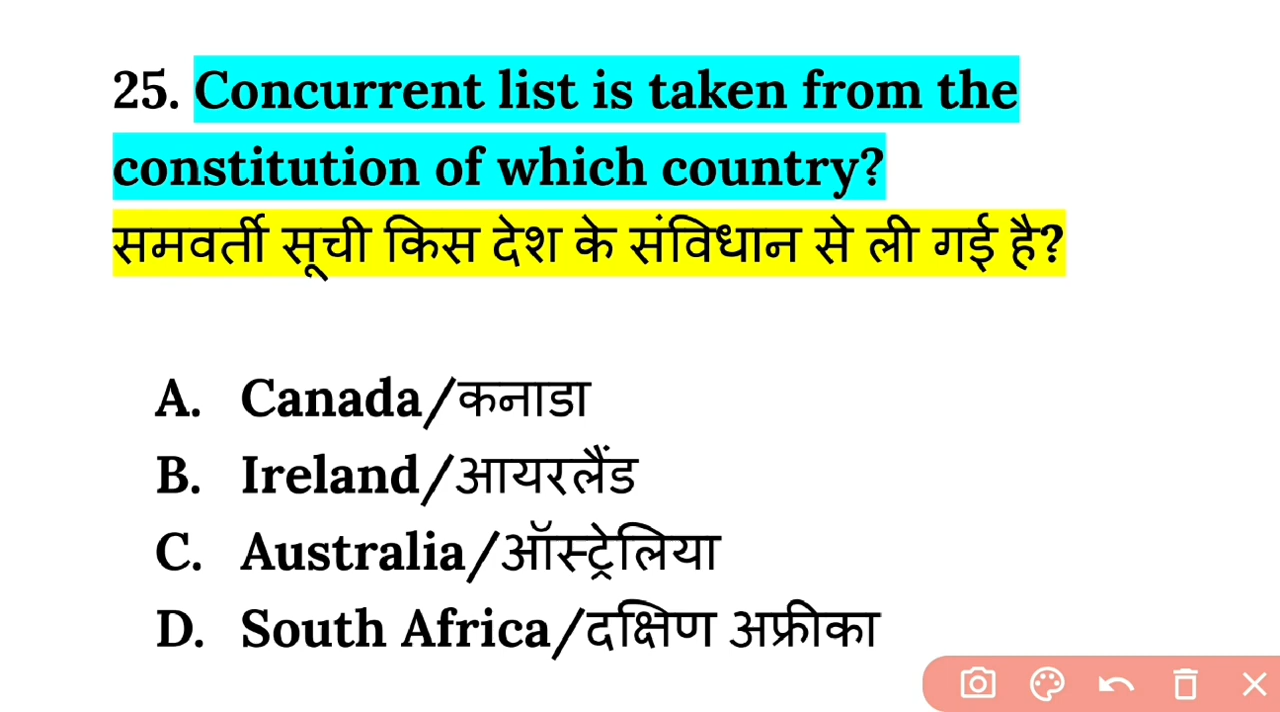 25. Concurrent list is taken from the
constitution of which country?
समवर्ती सूची किस देश के संविधान से ली गई है?
A. Canada/कनाडा
B. Ireland/आयरलैंड
C. Australia/ऑस्ट्रेलिया
D. South Africa/दक्षिण अफ्रीका